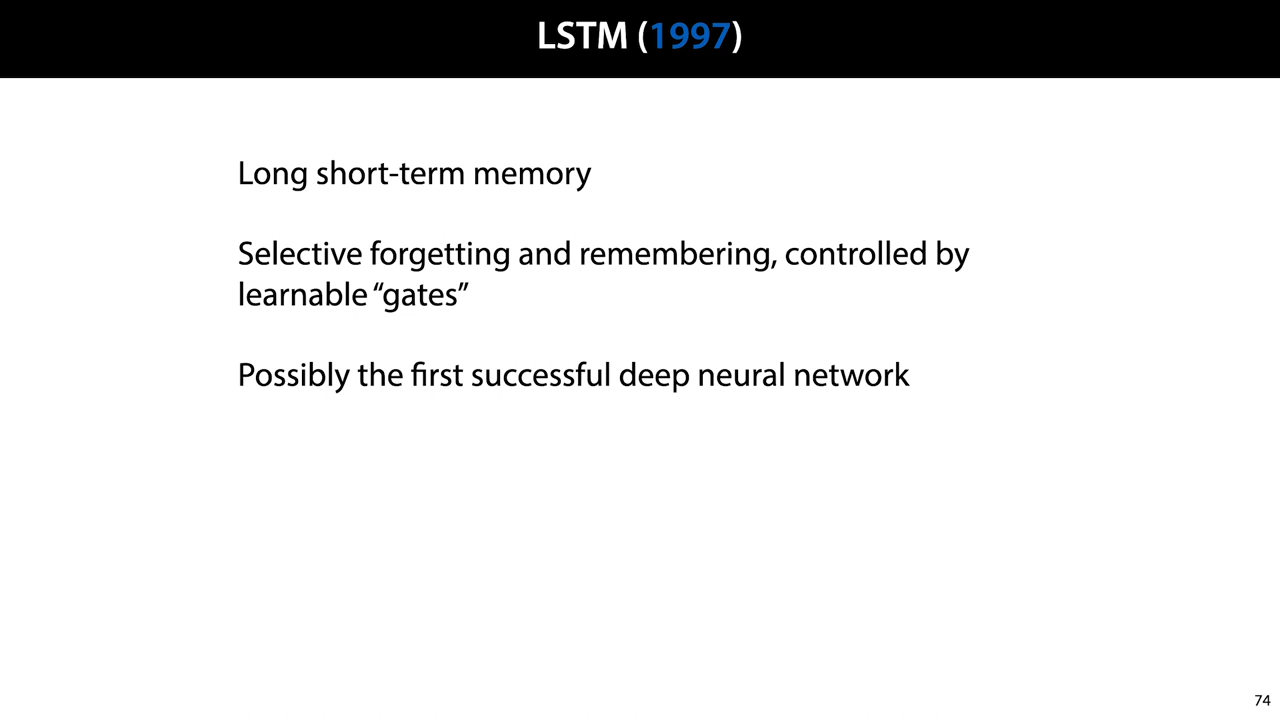 LSTM (1997)
Long short-term memory
Selective forgetting and remembering, controlled by
learnable “gates”
Possibly the first successful deep neural network
74